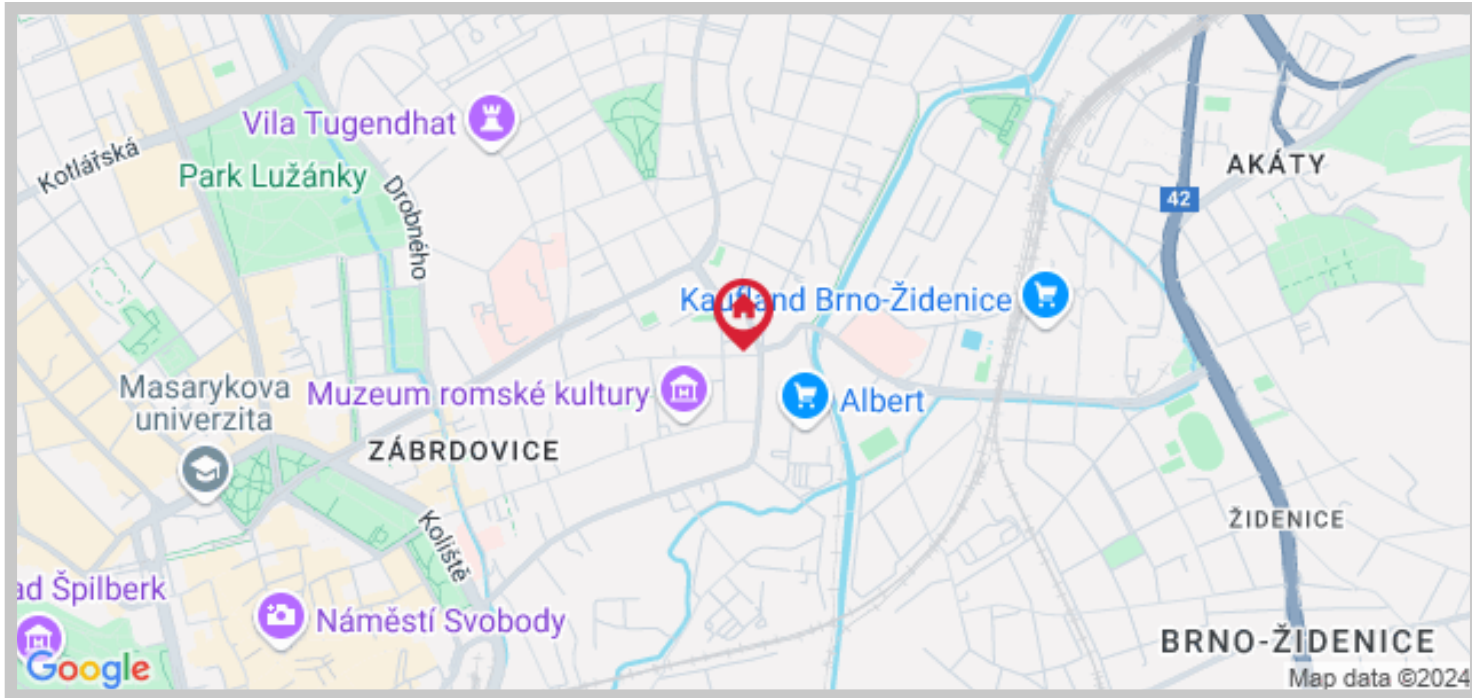 Vila Tugendhat
Kotlářská
Park Lužánky
Drobného
AKÁTY
42
Kaufland Brno-Židenice
Masarykova
univerzita
Muzeum romské kultury
Albert
ZÁBRDOVICE
Koliště
ŽIDENICE
ad Špilberk
Náměstí Svobody
BRNO-ŽIDENICE
Google
Map data ©2024